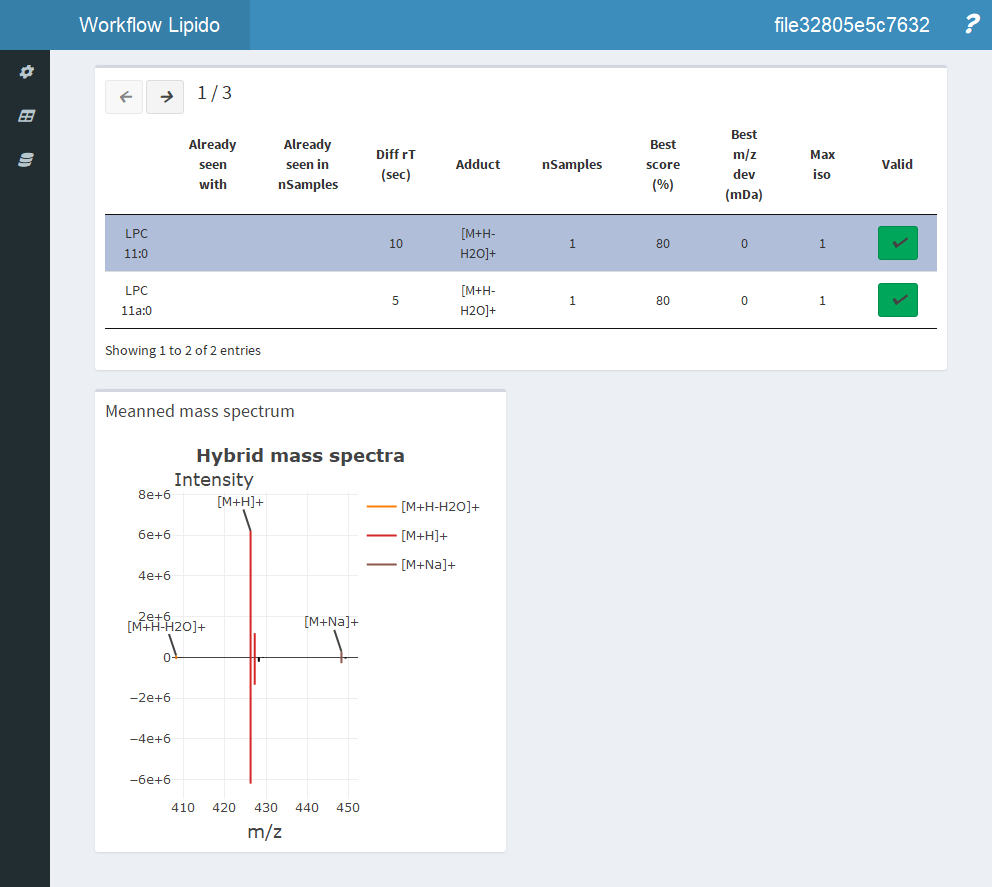 Workflow Lipido
file32805e5c7632
?
1 / 3
Already seen with
Already seen in nSamples
Diff rT (sec)
Adduct
nSamples
Best score (%)
Best m/z dev (mDa)
Max iso
Valid
LPC 11:0
10
[M+H-H2O]+
1
80
0
1
LPC 11a:0
5
[M+H-H2O]+
1
80
0
1
Showing 1 to 2 of 2 entries
Meanned mass spectrum
Hybrid mass spectra
Intensity
8e+6
6e+6
4e+6
2e+6
0
−2e+6
−4e+6
−6e+6
[M+H]+
[M+H-H2O]+
[M+Na]+
[M+H-H2O]+
[M+H]+
[M+Na]+
410 420 430 440 450
m/z